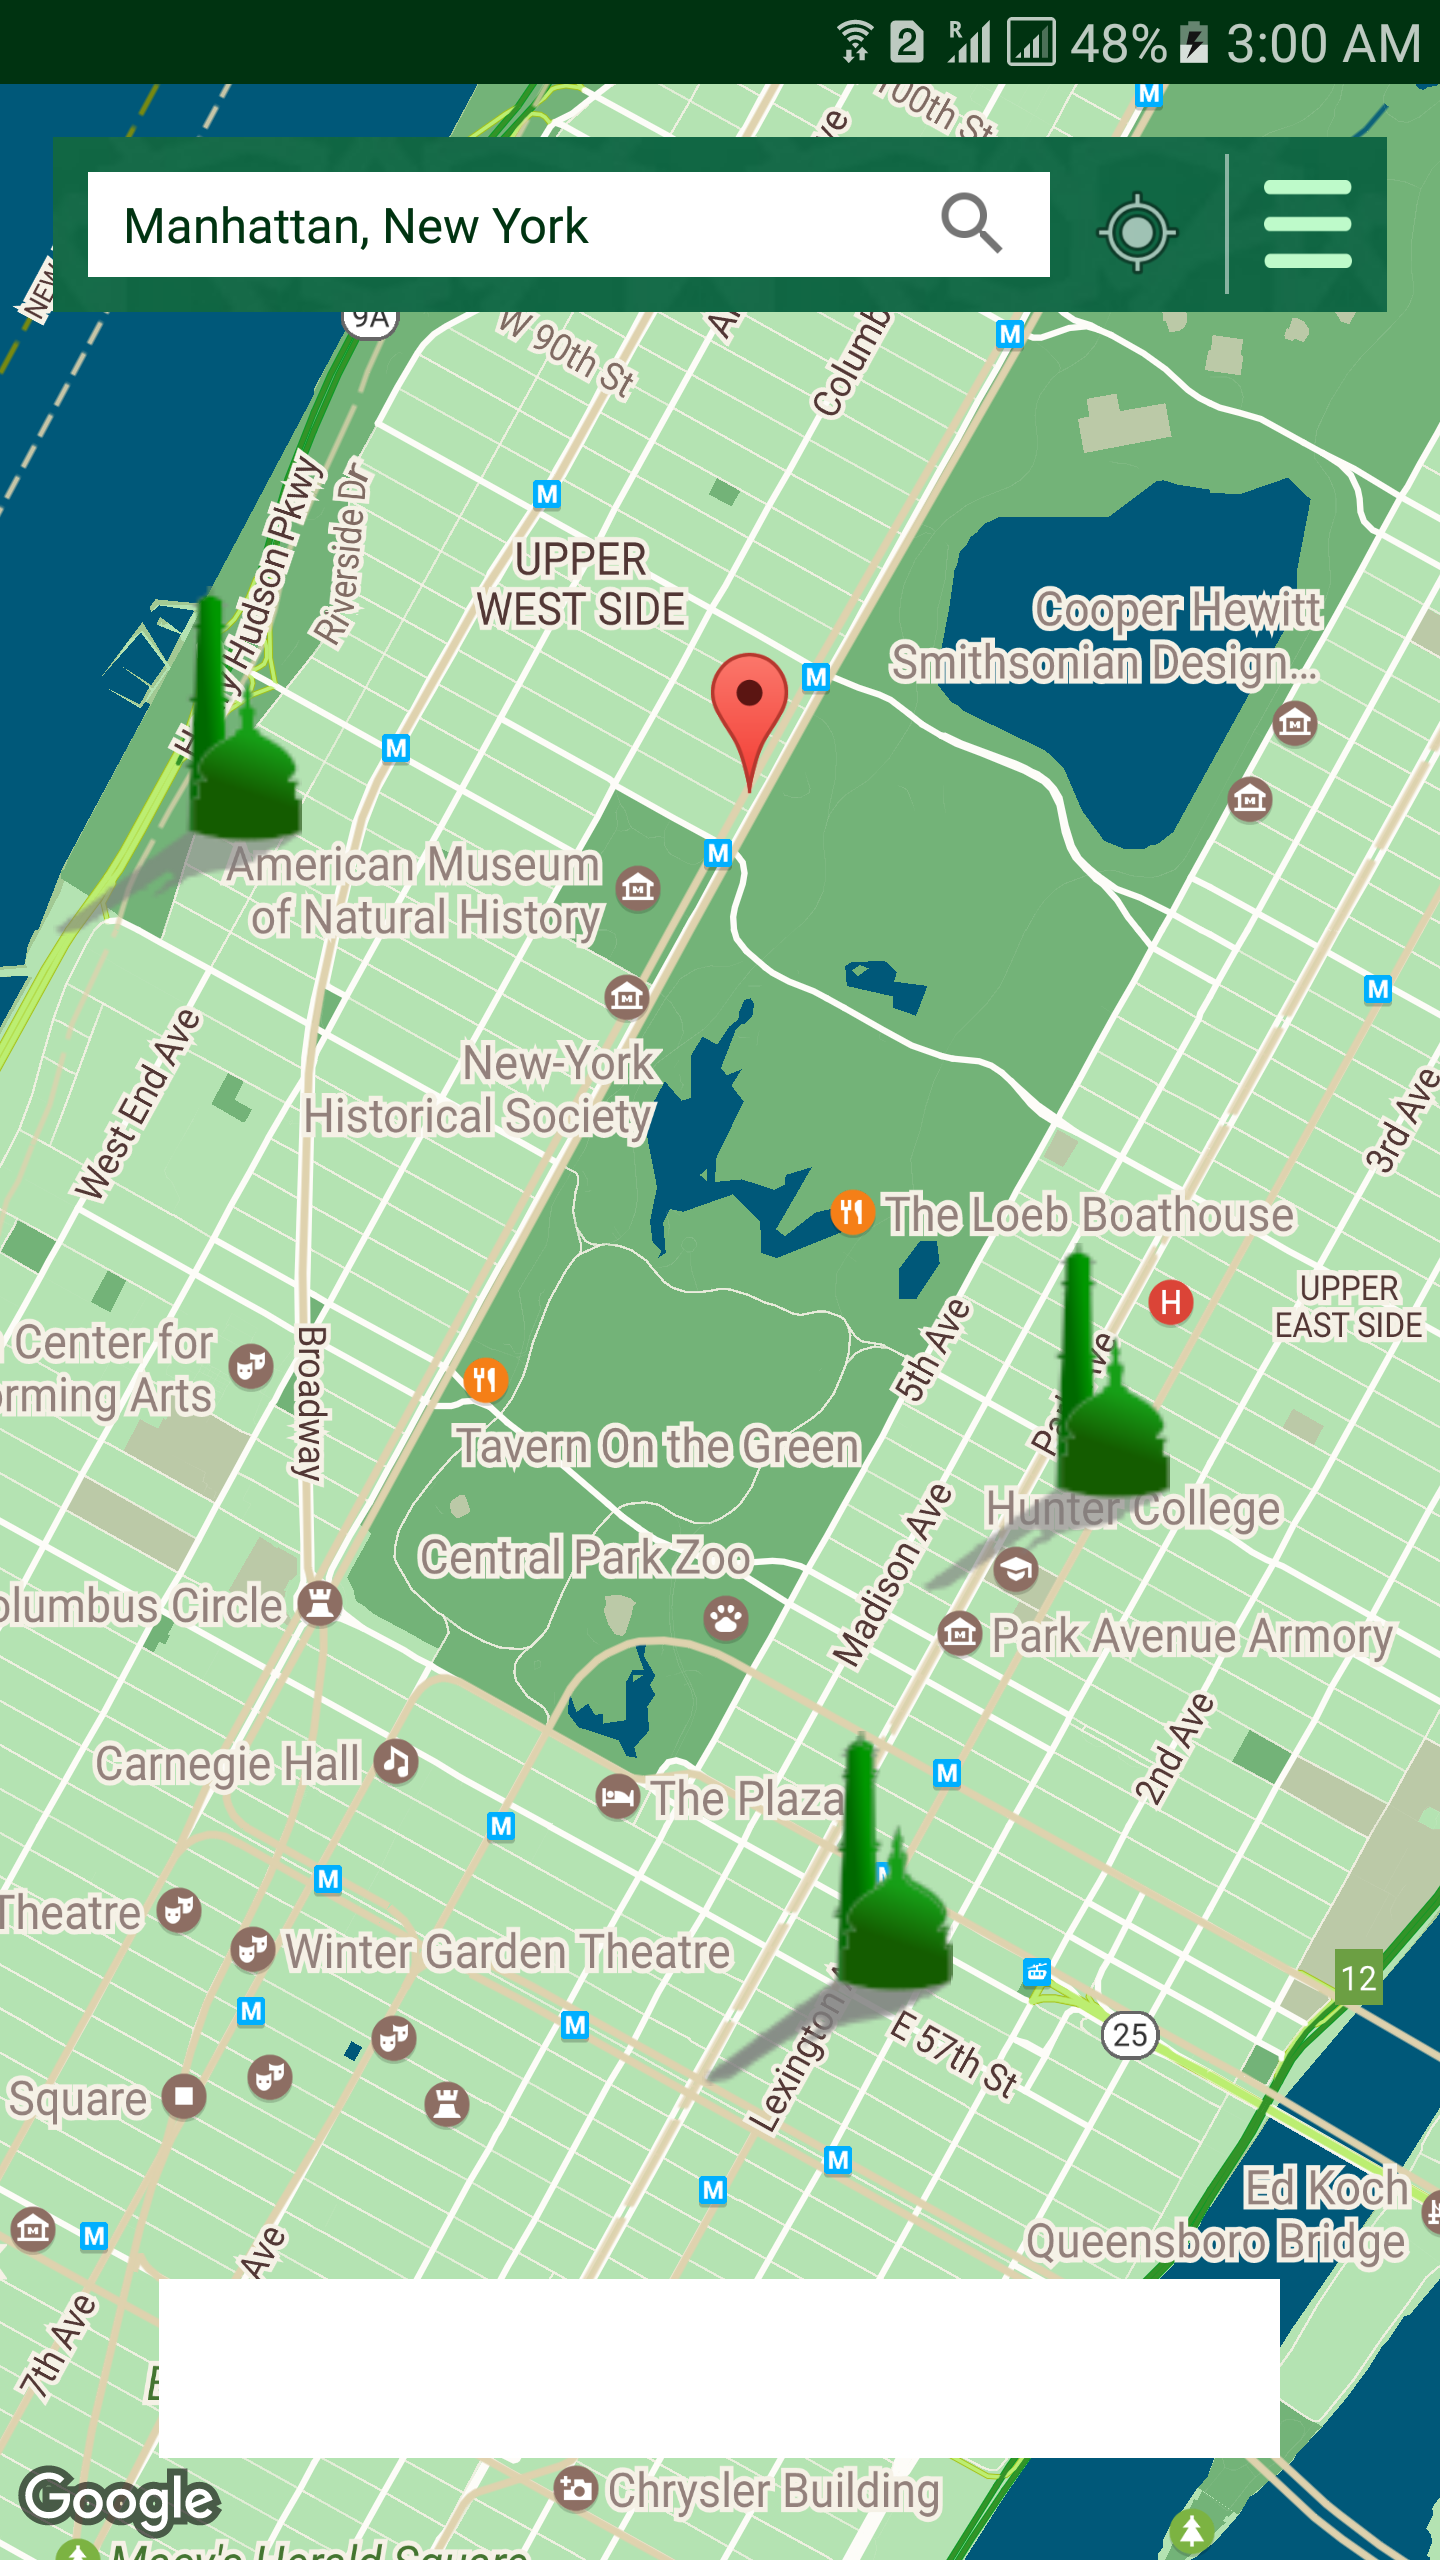 2 R 48% 3:00 AM
100th St
Manhattan, New York
9A
W 90th St
Columb
Riverside Dr
Hudson Pkwy
UPPER
WEST SIDE
Cooper Hewitt
Smithsonian Design...
American Museum
of Natural History
New-York
Historical Society
West End Ave
3rd Ave
The Loeb Boathouse
H
UPPER
EAST SIDE
5th Ave
Center for
orming Arts
Broadway
Tavern On the Green
Madison Ave
Hunter College
Central Park Zoo
olumbus Circle
Park Avenue Armory
2nd Ave
Carnegie Hall
The Plaza
Theatre
Winter Garden Theatre
12
25
Lexington
E 57th St
Square
Ed Koch
Queensboro Bridge
Ave
7th Ave
Google
Chrysler Building
Macy's Herald Square